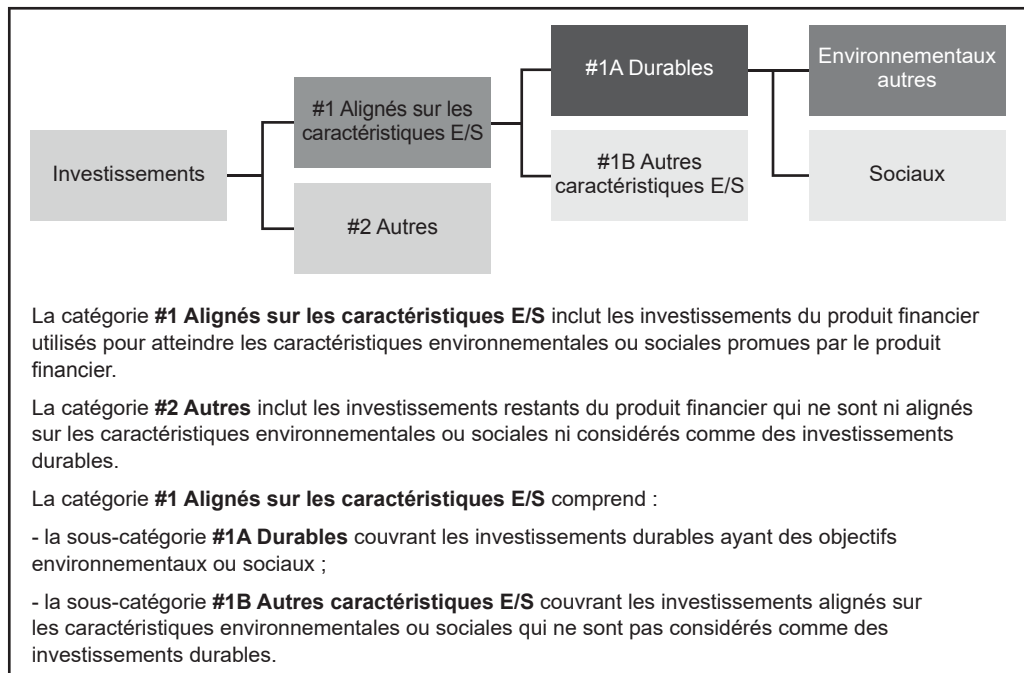 #1A Durables
Environnementaux
autres
#1 Alignés sur les
caractéristiques E/S
Investissements
#1B Autres
caractéristiques E/S
Sociaux
#2 Autres
La catégorie #1 Alignés sur les caractéristiques E/S inclut les investissements du produit financier
utilisés pour atteindre les caractéristiques environnementales ou sociales promues par le produit
financier.
La catégorie #2 Autres inclut les investissements restants du produit financier qui ne sont ni alignés
sur les caractéristiques environnementales ou sociales ni considérés comme des investissements
durables.
La catégorie #1 Alignés sur les caractéristiques E/S comprend :
- la sous-catégorie #1A Durables couvrant les investissements durables ayant des objectifs
environnementaux ou sociaux ;
- la sous-catégorie #1B Autres caractéristiques E/S couvrant les investissements alignés sur
les caractéristiques environnementales ou sociales qui ne sont pas considérés comme des
investissements durables.